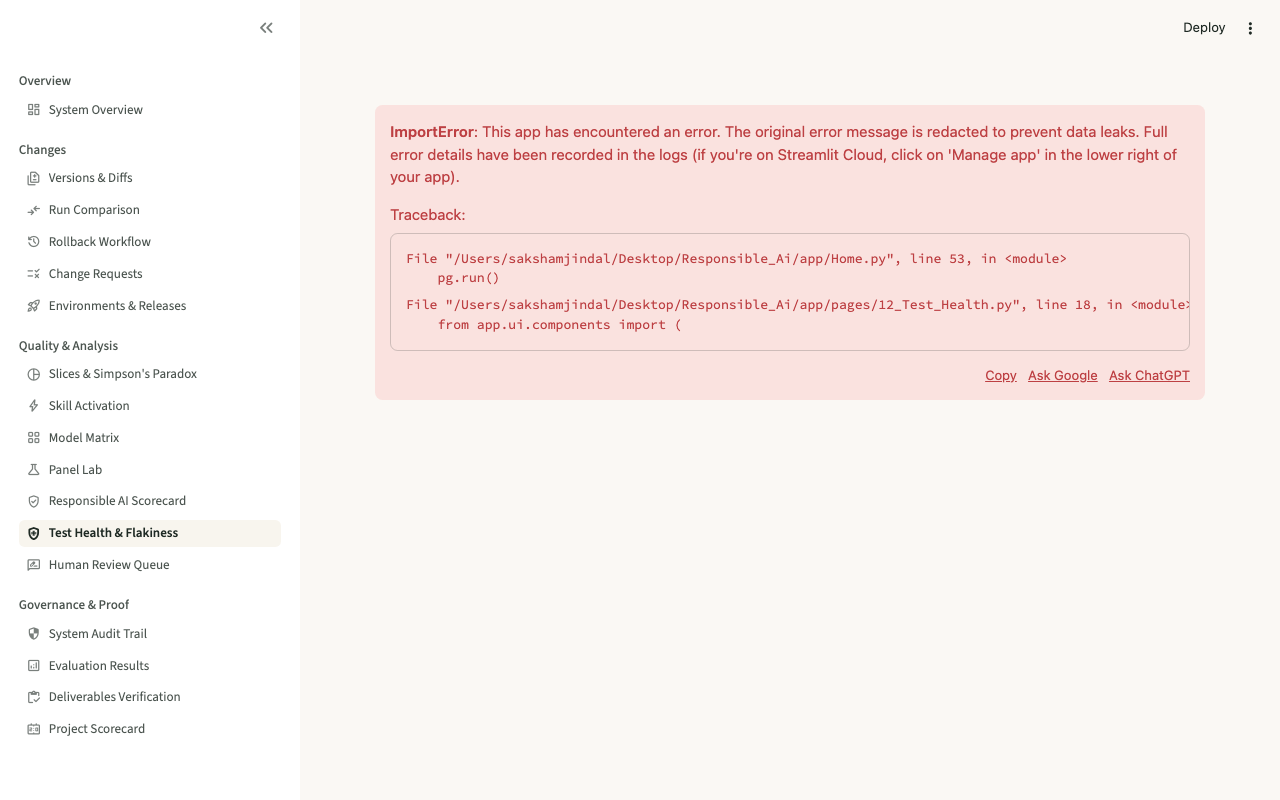 Deploy
Overview
System Overview
Changes
Versions & Diffs
Run Comparison
Rollback Workflow
Change Requests
Environments & Releases
Quality & Analysis
Slices & Simpson's Paradox
Skill Activation
Model Matrix
Panel Lab
Responsible AI Scorecard
Test Health & Flakiness
Human Review Queue
Governance & Proof
System Audit Trail
Evaluation Results
Deliverables Verification
Project Scorecard
ImportError: This app has encountered an error. The original error message is redacted to prevent data leaks. Full
error details have been recorded in the logs (if you're on Streamlit Cloud, click on 'Manage app' in the lower right of
your app).
Traceback:
File "/Users/sakshamjindal/Desktop/Responsible_Ai/app/Home.py", line 53, in <module>
pg.run()
File "/Users/sakshamjindal/Desktop/Responsible_Ai/app/pages/12_Test_Health.py", line 18, in <module>
from app.ui.components import (
Copy Ask Google Ask ChatGPT